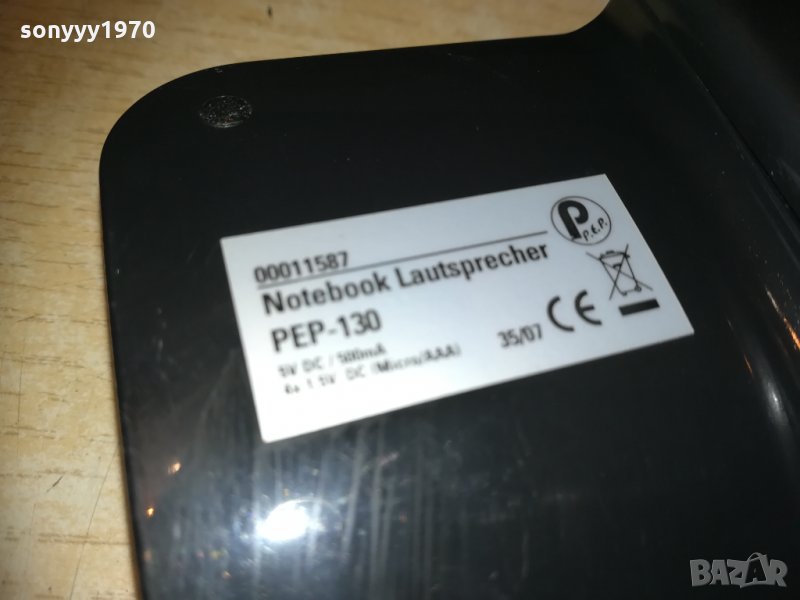 sonyyy1970
P
P.E.P.
00011587
Notebook Lautsprecher
PEP-130
5V DC / 500mA
4x 1.5V DC (Micro/AAA)
35/07
CE
BAZAR